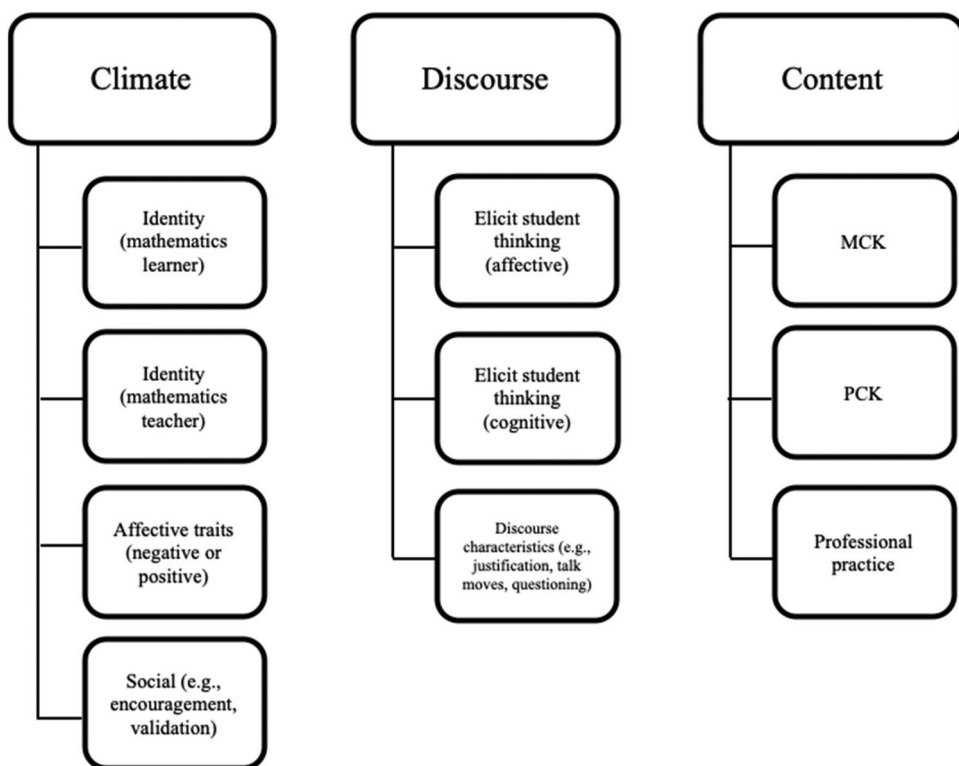 Climate
Identity
(mathematics
learner)
Identity
(mathematics
teacher)
Affective traits
(negative or
positive)
Social (e.g.,
encouragement,
validation)
Discourse
Elicit student
thinking
(affective)
Elicit student
thinking
(cognitive)
Discourse
characteristics (e.g.,
justification, talk
moves, questioning)
Content
MCK
PCK
Professional
practice